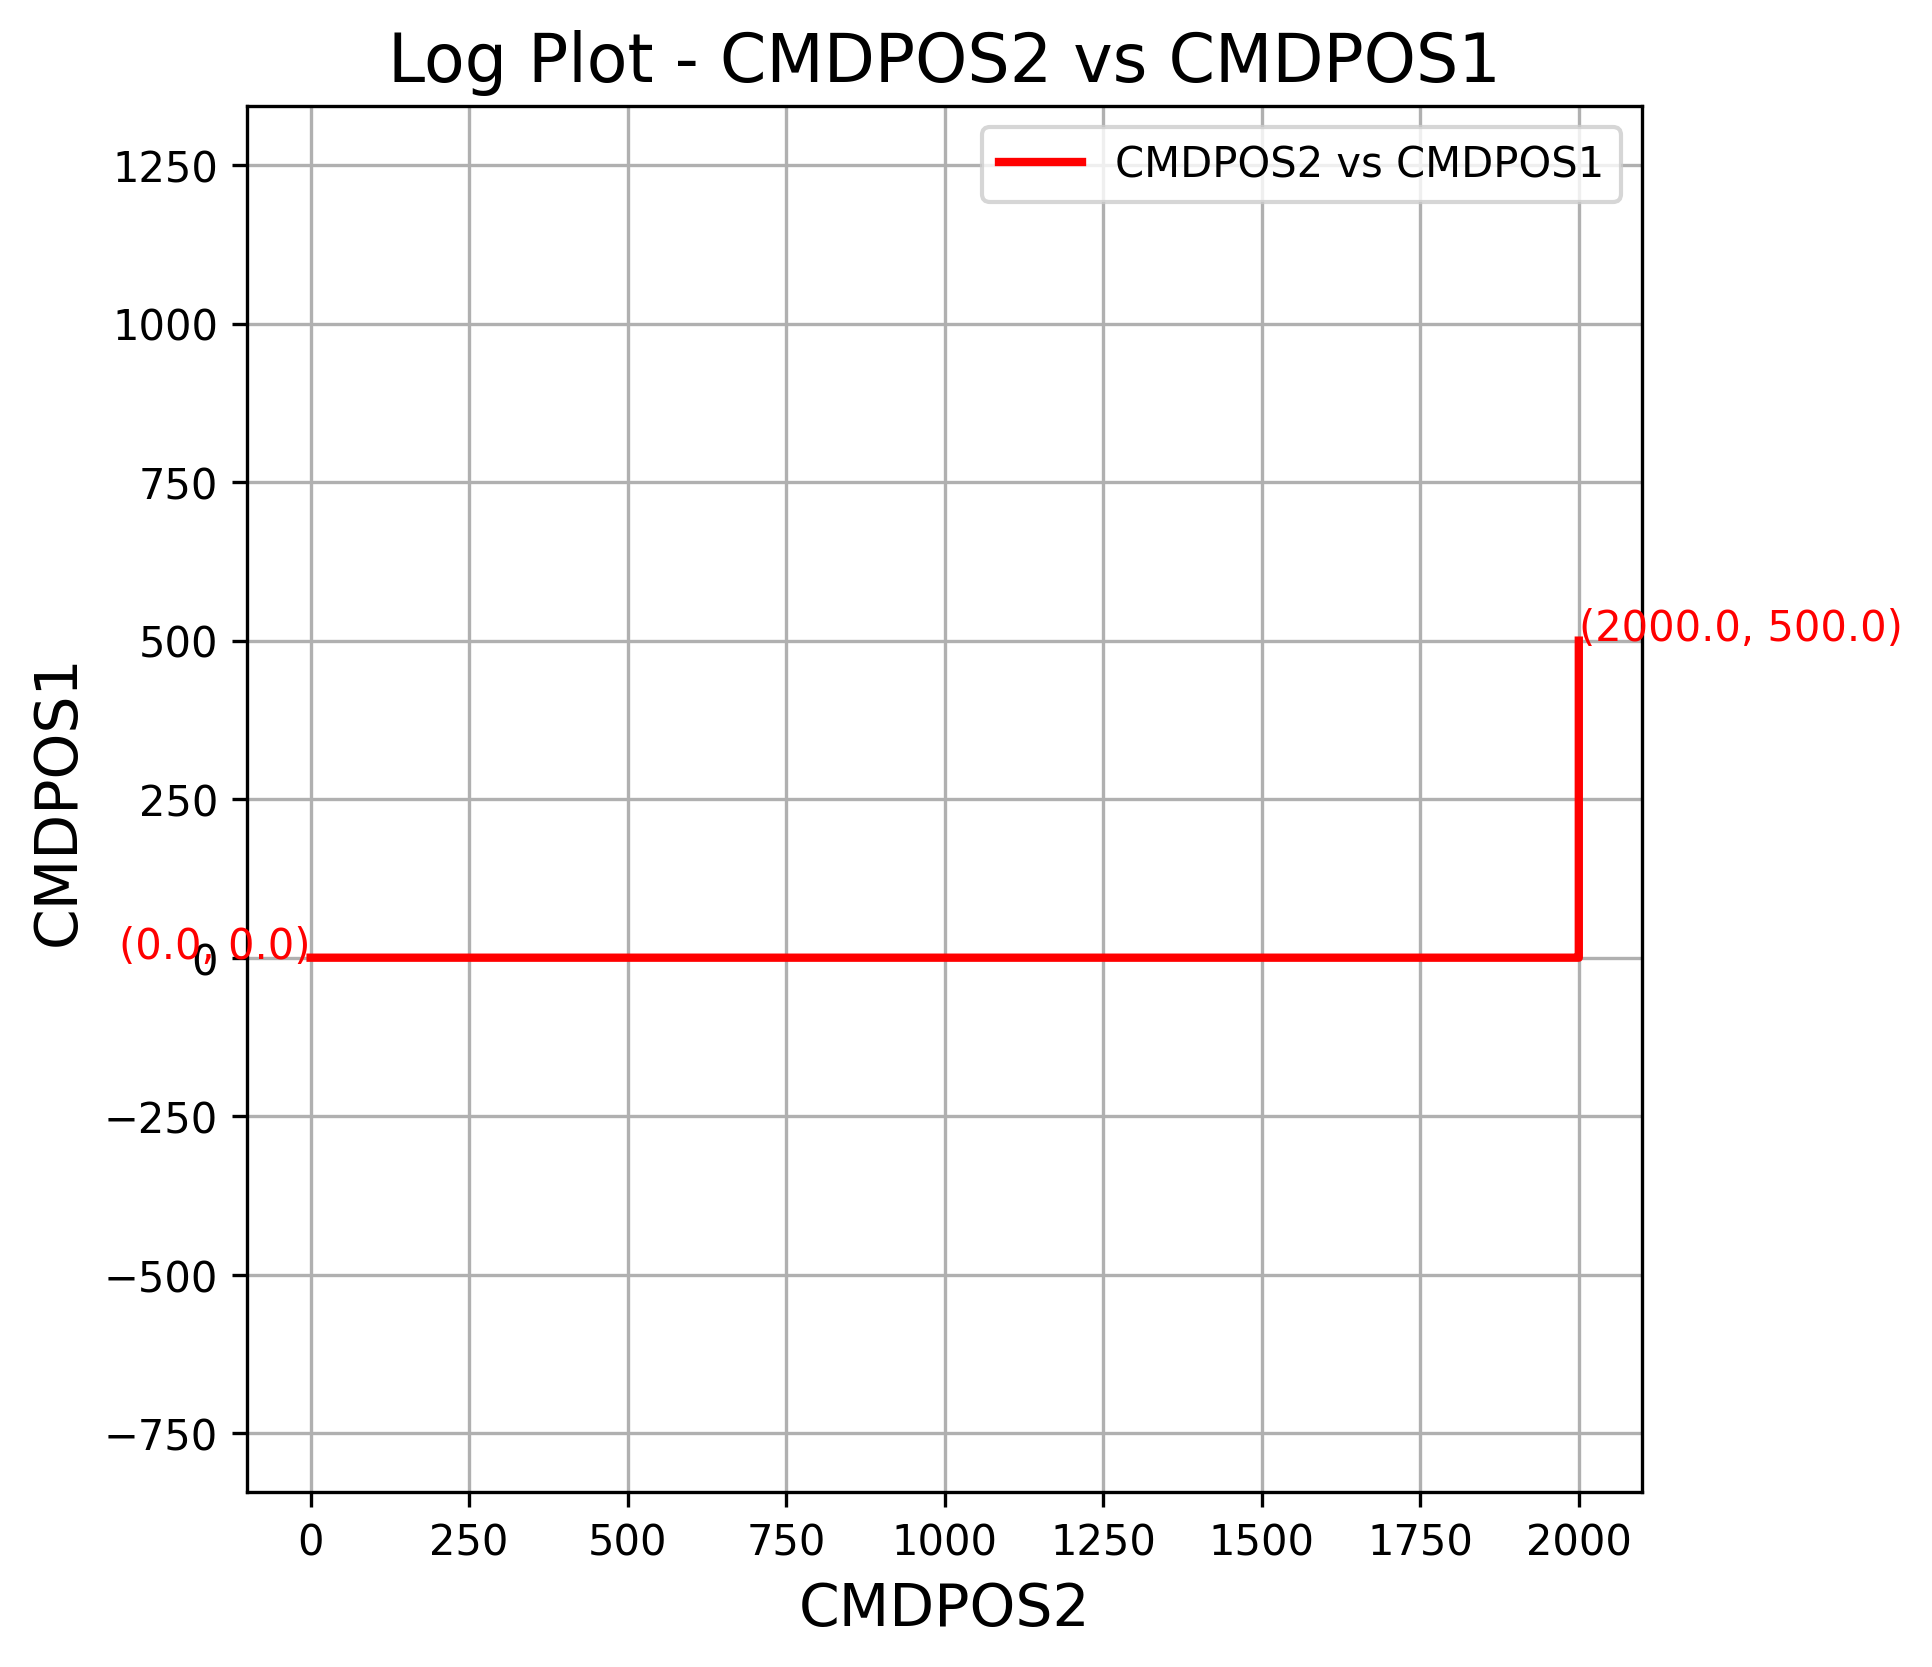 Log Plot - CMDPOS2 vs CMDPOS1
CMDPOS2 vs CMDPOS1
1250
1000
750
500
250
0
−250
−500
−750
CMDPOS1
(2000.0, 500.0)
(0.0, 0.0)
0 250 500 750 1000 1250 1500 1750 2000
CMDPOS2